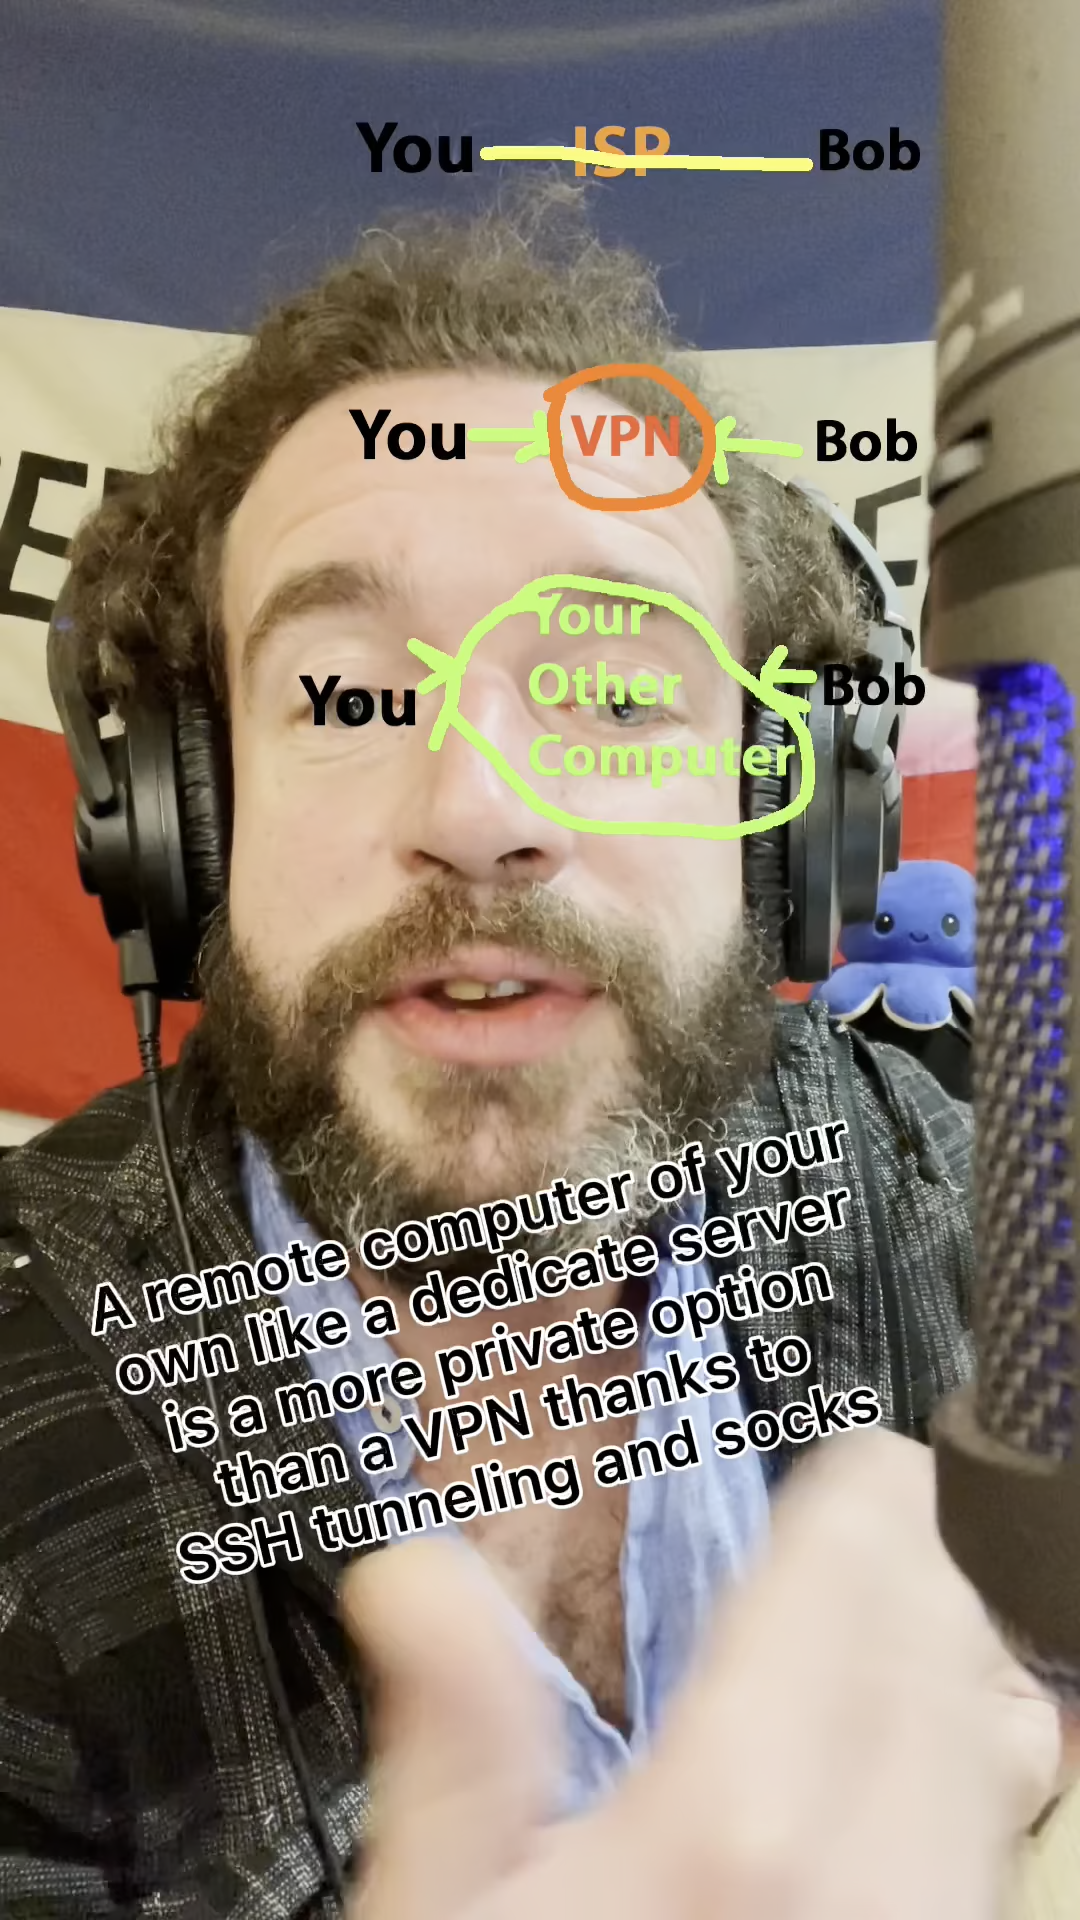 You ISP Bob
You VPN Bob
Your
Other
You Bob
Computer
A remote computer of your
own like a dedicate server
is a more private option
than a VPN thanks to
SSH tunneling and socks